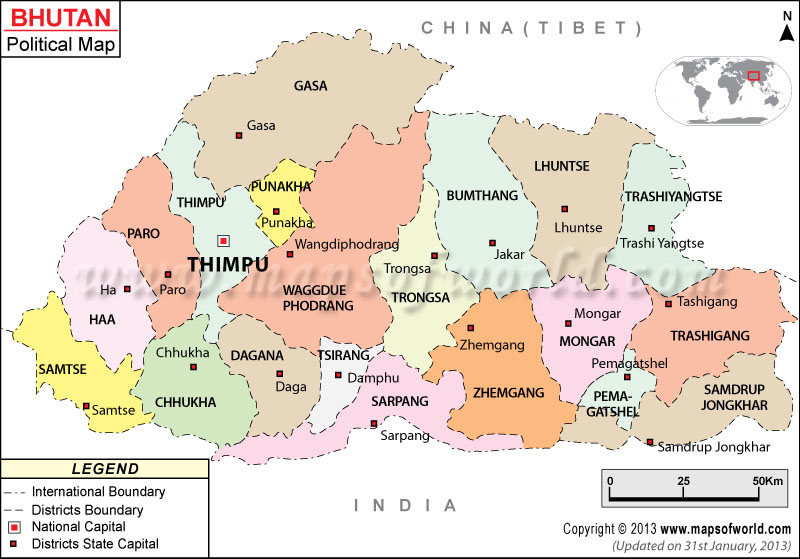 BHUTAN
Political Map
CHINA (TIBET)
N
GASA
Gasa
THIMPU
PUNAKHA
Punakha
BUMTHANG
LHUNTSE
Lhuntse
TRASHIYANGTSE
Trashi Yangtse
PARO
THIMPU
Wangdiphodrang
Jakar
Trongsa
Ha
Paro
WAGGDUE
PHODRANG
TRONGSA
www.mapsofworld.com
HAA
Mongar
MONGAR
Tashigang
TRASHIGANG
Zhemgang
SAMTSE
Samtse
Chhukha
CHHUKHA
DAGANA
Daga
TSIRANG
Damphu
SARPANG
Sarpang
ZHEMGANG
Pemagatshel
PEMA-
GATSHEL
SAMDRUP
JONGKHAR
Samdrup Jongkhar
LEGEND
International Boundary
Districts Boundary
National Capital
Districts State Capital
INDIA
0 25 50Km
Copyright © 2013 www.mapsofworld.com
(Updated on 31st January, 2013)